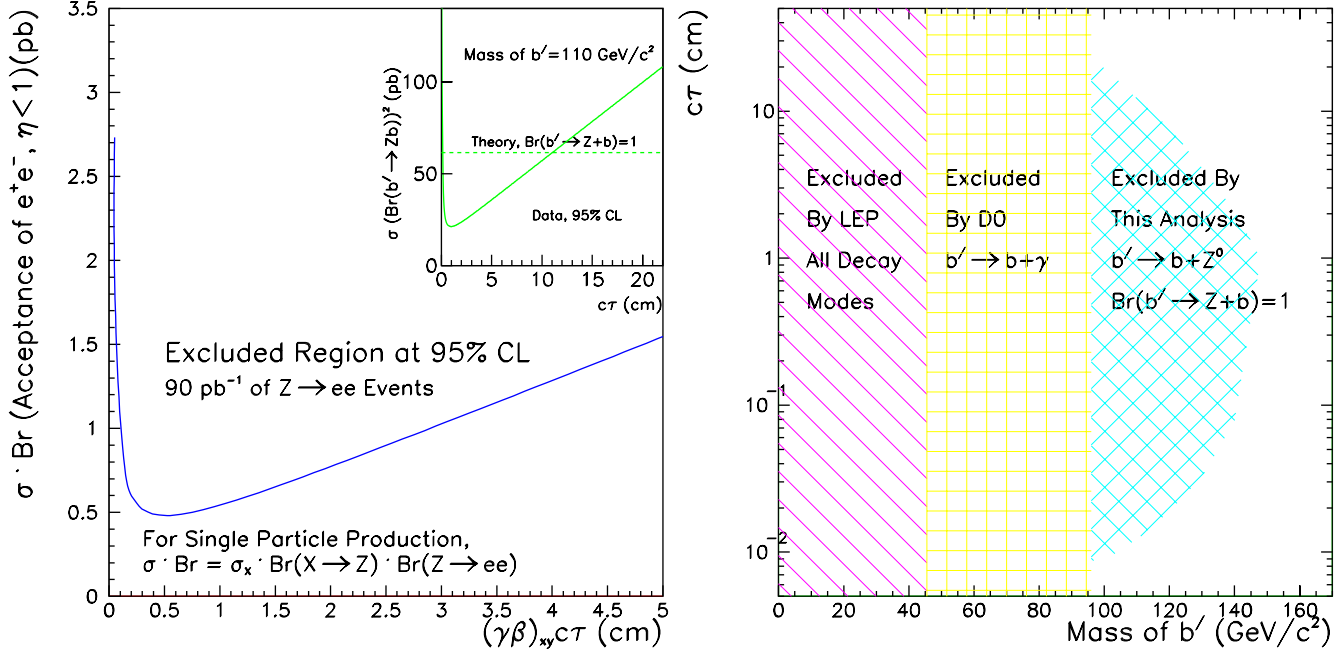 σ · Br (Acceptance of e⁺e⁻, η < 1)(pb)
3.5
3
2.5
2
1.5
1
0.5
0
0
0.5
1
1.5
2
2.5
3
3.5
4
4.5
5
(γβ)xycτ (cm)
Excluded Region at 95% CL
90 pb⁻¹ of Z → ee Events
For Single Particle Production,
σ · Br = σx · Br(X → Z) · Br(Z → ee)
σ (Br(b′ → Zb))² (pb)
100
50
0
0
5
10
15
20
cτ (cm)
Mass of b′=110 GeV/c²
Theory, Br(b′ → Z+b)=1
Data, 95% CL
cτ (cm)
10
1
10⁻¹
10⁻²
0
20
40
60
80
100
120
140
160
Mass of b′ (GeV/c²)
Excluded
By LEP
All Decay
Modes
Excluded
By D0
b′ → b+γ
Excluded By
This Analysis
b′ → b+Z⁰
Br(b′ → Z+b)=1